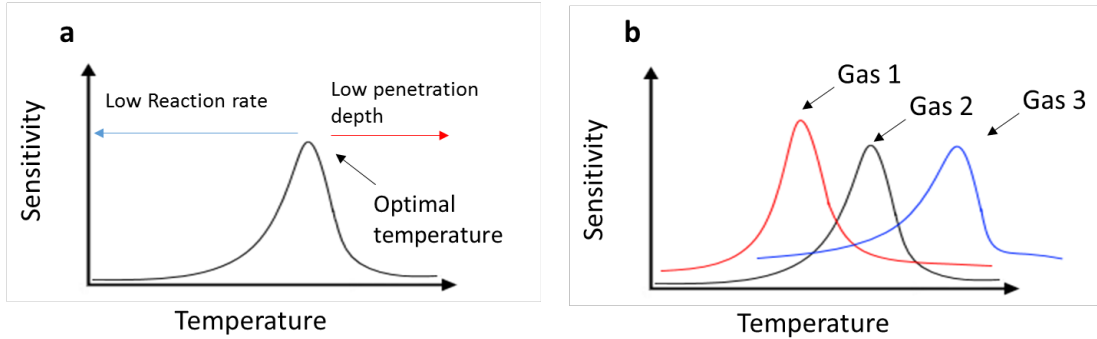 a
Low Reaction rate
Low penetration
depth
Optimal
temperature
Sensitivity
Temperature
b
Gas 1
Gas 2
Gas 3
Sensitivity
Temperature